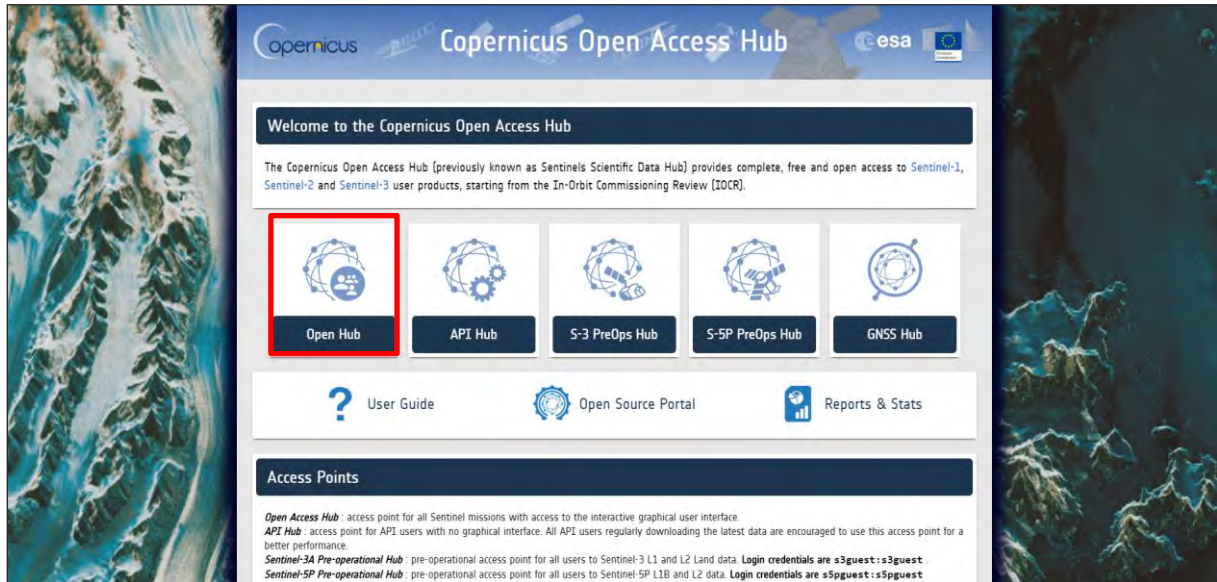 opernicus
Copernicus Open Access Hub
esa
Welcome to the Copernicus Open Access Hub
The Copernicus Open Access Hub (previously known as Sentinels Scientific Data Hub) provides complete, free and open access to Sentinel-1,
Sentinel-2 and Sentinel-3 user products, starting from the In-Orbit Commissioning Review (IOCR).
Open Hub
API Hub
S-3 PreOps Hub
S-5P PreOps Hub
GNSS Hub
? User Guide
Open Source Portal
Reports & Stats
Access Points
Open Access Hub : access point for all Sentinel missions with access to the interactive graphical user interface.
API Hub : access point for API users with no graphical interface. All API users regularly downloading the latest data are encouraged to use this access point for a
better performance.
Sentinel-3A Pre-operational Hub : pre-operational access point for all users to Sentinel-3 L1 and L2 Land data. Login credentials are s3guest:s3guest .
Sentinel-5P Pre-operational Hub : pre-operational access point for all users to Sentinel-5P L1B and L2 data. Login credentials are s5pguest:s5pguest